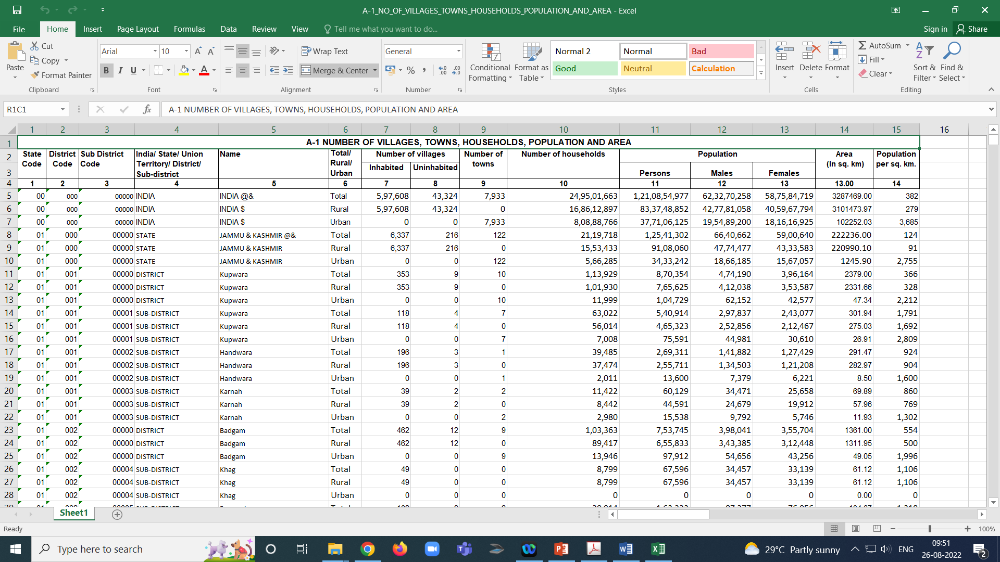 A-1_NO_OF_VILLAGES_TOWNS_HOUSEHOLDS_POPULATION_AND_AREA - Excel
File Home Insert Page Layout Formulas Data Review View Tell me what you want to do... Sign in Share
Paste Cut Copy Format Painter Clipboard
Arial 10 B I U Font
Wrap Text Merge & Center Alignment
General % Number
Conditional Formatting Format as Table
Normal 2 Normal Bad
Good Neutral Calculation
Styles
Insert Delete Format Cells
AutoSum Fill Clear Sort & Filter Find & Select Editing
R1C1 fx A-1 NUMBER OF VILLAGES, TOWNS, HOUSEHOLDS, POPULATION AND AREA
1 2 3 4 5 6 7 8 9 10 11 12 13 14 15 16
1 A-1 NUMBER OF VILLAGES, TOWNS, HOUSEHOLDS, POPULATION AND AREA
2 State Code District Code Sub District Code India/ State/ Union Territory/ District/ Sub-district Name Total/ Rural/ Urban Number of villages Number of towns Number of households Population Area (In sq. km) Population per sq. km.
3 Inhabited Uninhabited Persons Males Females
4 1 2 3 4 5 6 7 8 9 10 11 12 13 13.00 14
5 00 000 00000 INDIA INDIA @& Total 5,97,608 43,324 7,933 24,95,01,663 1,21,08,54,977 62,32,70,258 58,75,84,719 3287469.00 382
6 00 000 00000 INDIA INDIA $ Rural 5,97,608 43,324 0 16,86,12,897 83,37,48,852 42,77,81,058 40,59,67,794 3101473.97 279
7 00 000 00000 INDIA INDIA $ Urban 0 0 7,933 8,08,88,766 37,71,06,125 19,54,89,200 18,16,16,925 102252.03 3,685
8 01 000 00000 STATE JAMMU & KASHMIR @& Total 6,337 216 122 21,19,718 1,25,41,302 66,40,662 59,00,640 222236.00 124
9 01 000 00000 STATE JAMMU & KASHMIR Rural 6,337 216 0 15,53,433 91,08,060 47,74,477 43,33,583 220990.10 91
10 01 000 00000 STATE JAMMU & KASHMIR Urban 0 0 122 5,66,285 34,33,242 18,66,185 15,67,057 1245.90 2,755
11 01 001 00000 DISTRICT Kupwara Total 353 9 10 1,13,929 8,70,354 4,74,190 3,96,164 2379.00 366
12 01 001 00000 DISTRICT Kupwara Rural 353 9 0 1,01,930 7,65,625 4,12,038 3,53,587 2331.66 328
13 01 001 00000 DISTRICT Kupwara Urban 0 0 10 11,999 1,04,729 62,152 42,577 47.34 2,212
14 01 001 00001 SUB-DISTRICT Kupwara Total 118 4 7 63,022 5,40,914 2,97,837 2,43,077 301.94 1,791
15 01 001 00001 SUB-DISTRICT Kupwara Rural 118 4 0 56,014 4,65,323 2,52,856 2,12,467 275.03 1,692
16 01 001 00001 SUB-DISTRICT Kupwara Urban 0 0 7 7,008 75,591 44,981 30,610 26.91 2,809
17 01 001 00002 SUB-DISTRICT Handwara Total 196 3 1 39,485 2,69,311 1,41,882 1,27,429 291.47 924
18 01 001 00002 SUB-DISTRICT Handwara Rural 196 3 0 37,474 2,55,711 1,34,503 1,21,208 282.97 904
19 01 001 00002 SUB-DISTRICT Handwara Urban 0 0 1 2,011 13,600 7,379 6,221 8.50 1,600
20 01 001 00003 SUB-DISTRICT Karnah Total 39 2 2 11,422 60,129 34,471 25,658 69.89 860
21 01 001 00003 SUB-DISTRICT Karnah Rural 39 2 0 8,442 44,591 24,679 19,912 57.96 769
22 01 001 00003 SUB-DISTRICT Karnah Urban 0 0 2 2,980 15,538 9,792 5,746 11.93 1,302
23 01 002 00000 DISTRICT Badgam Total 462 12 9 1,03,363 7,53,745 3,98,041 3,55,704 1361.00 554
24 01 002 00000 DISTRICT Badgam Rural 462 12 0 89,417 6,55,833 3,43,385 3,12,448 1311.95 500
25 01 002 00000 DISTRICT Badgam Urban 0 0 9 13,946 97,912 54,656 43,256 49.05 1,996
26 01 002 00004 SUB-DISTRICT Khag Total 49 0 0 8,799 67,596 34,457 33,139 61.12 1,106
27 01 002 00004 SUB-DISTRICT Khag Rural 49 0 0 8,799 67,596 34,457 33,139 61.12 1,106
28 01 002 00004 SUB-DISTRICT Khag Urban 0 0 0 0 0 0 0 0.00 0
Sheet1
Ready 100%
Type here to search 29°C Partly sunny ENG 09:51
26-08-2022 2